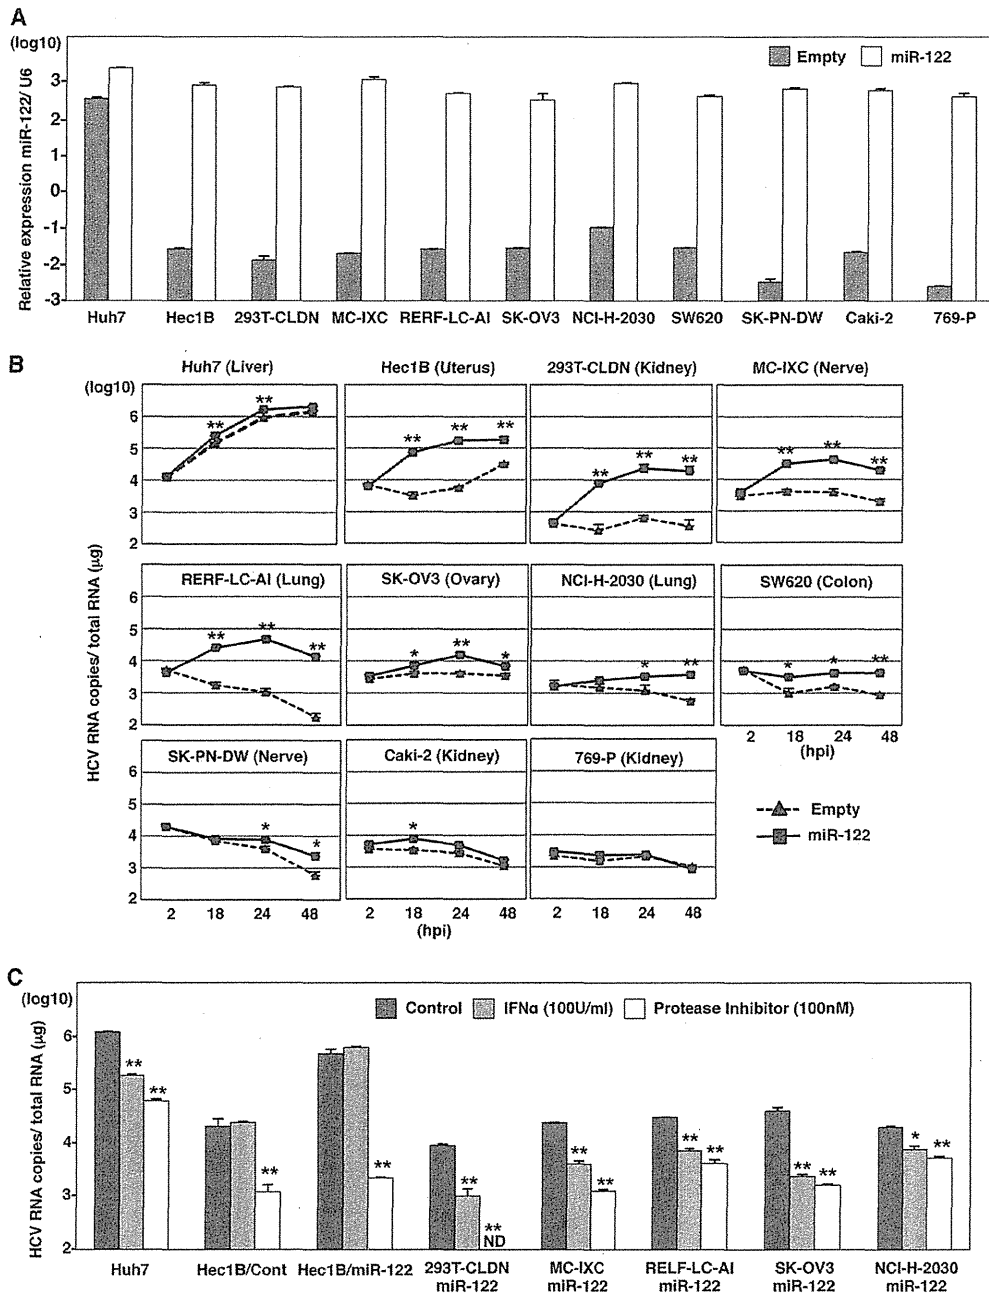 A
(log10)
Relative expression miR-122/ U6
3
2
1
0
-1
-2
-3
Empty
miR-122
Huh7
Hec1B
293T-CLDN
MC-IXC
RERF-LC-AI
SK-OV3
NCI-H-2030
SW620
SK-PN-DW
Caki-2
769-P
B
(log10)
HCV RNA copies/ total RNA (μg)
Huh7 (Liver)
Hec1B (Uterus)
293T-CLDN (Kidney)
MC-IXC (Nerve)
6
5
4
3
2
** **
** ** **
** ** **
** ** **
RERF-LC-AI (Lung)
SK-OV3 (Ovary)
NCI-H-2030 (Lung)
SW620 (Colon)
6
5
4
3
2
** ** **
* ** *
* **
* * **
2 18 24 48
(hpi)
SK-PN-DW (Nerve)
Caki-2 (Kidney)
769-P (Kidney)
6
5
4
3
2
* *
*
2 18 24 48
2 18 24 48
(hpi)
2 18 24 48
Empty
miR-122
C
(log10)
HCV RNA copies/ total RNA (μg)
6
5
4
3
2
Control
IFNα (100U/ml)
Protease Inhibitor (100nM)
** **
**
**
** ND
** **
** **
** **
* **
Huh7
Hec1B/Cont
Hec1B/miR-122
293T-CLDN
miR-122
MC-IXC
miR-122
RELF-LC-AI
miR-122
SK-OV3
miR-122
NCI-H-2030
miR-122